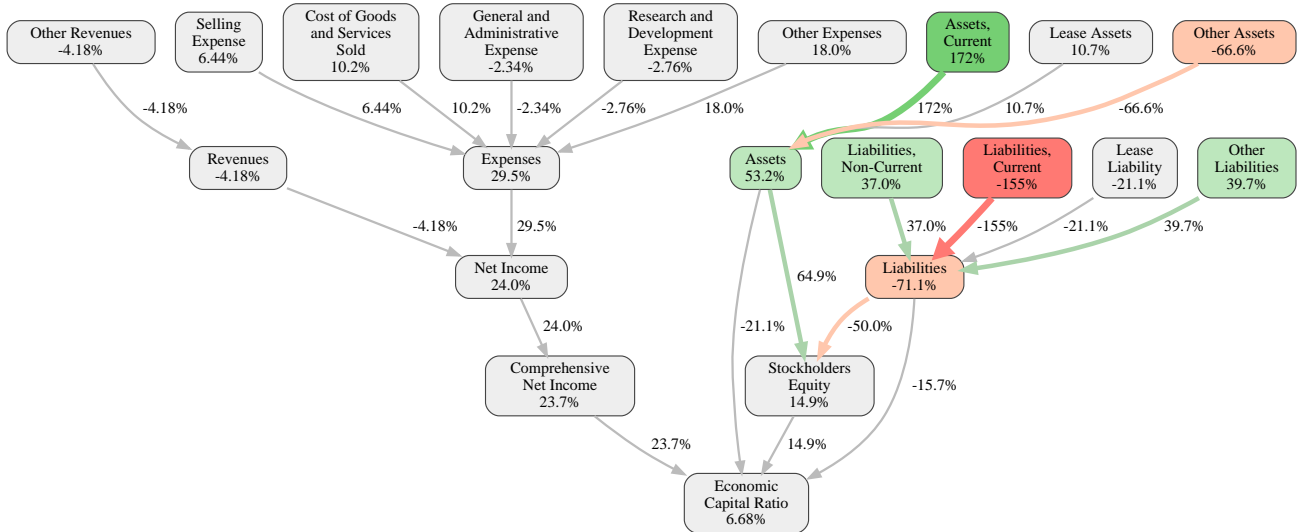 Other Revenues
-4.18%
Selling
Expense
6.44%
Cost of Goods
and Services
Sold
10.2%
General and
Administrative
Expense
-2.34%
Research and
Development
Expense
-2.76%
Other Expenses
18.0%
Assets,
Current
172%
Lease Assets
10.7%
Other Assets
-66.6%
-4.18%
6.44%
10.2%
-2.34%
-2.76%
18.0%
172%
10.7%
-66.6%
Revenues
-4.18%
Expenses
29.5%
Assets
53.2%
Liabilities,
Non-Current
37.0%
Liabilities,
Current
-155%
Lease
Liability
-21.1%
Other
Liabilities
39.7%
-4.18%
29.5%
37.0%
-155%
-21.1%
39.7%
Net Income
24.0%
64.9%
Liabilities
-71.1%
24.0%
-21.1%
-50.0%
Comprehensive
Net Income
23.7%
Stockholders
Equity
14.9%
-15.7%
23.7%
14.9%
Economic
Capital Ratio
6.68%